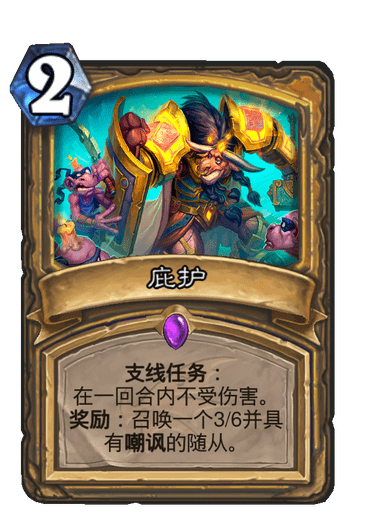 2
庇护
支线任务：
在一回合内不受伤害。
奖励：召唤一个3/6并具
有嘲讽的随从。